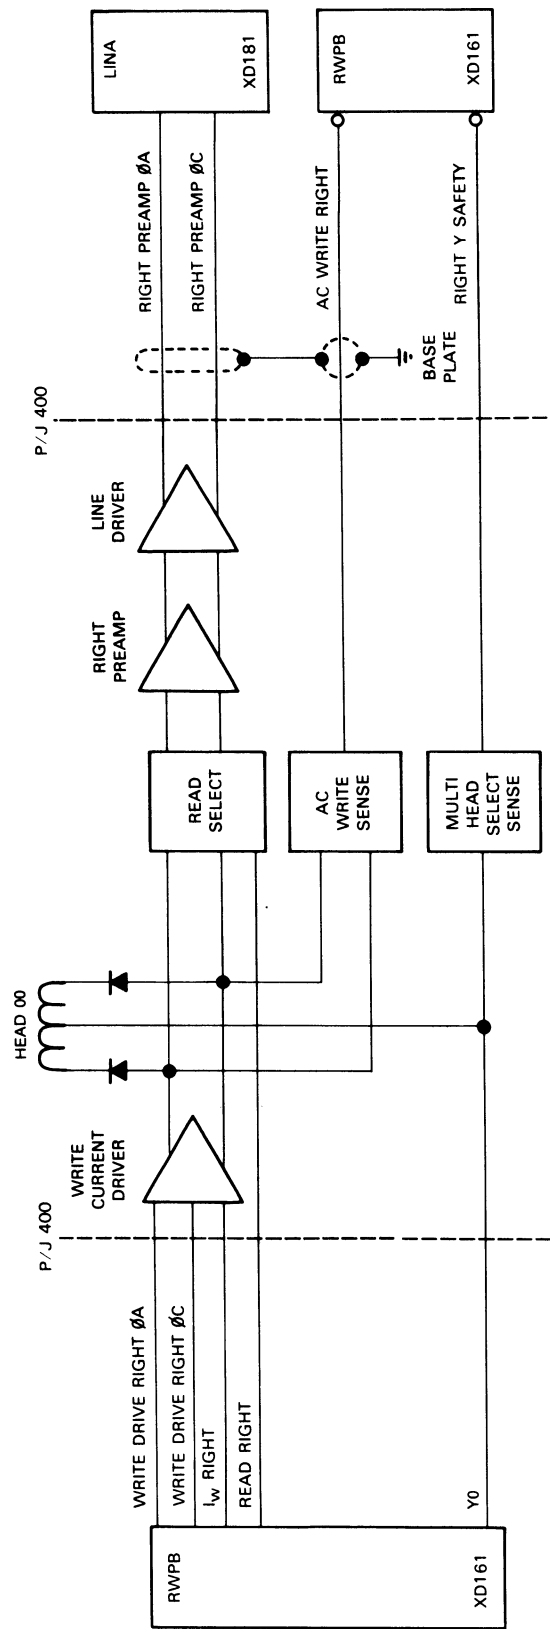 RWPB
XD161
WRITE DRIVE RIGHT ØA
WRITE DRIVE RIGHT ØC
IW RIGHT
READ RIGHT
Y0
P/J 400
WRITE
CURRENT
DRIVER
HEAD 00
READ
SELECT
AC
WRITE
SENSE
MULTI
HEAD
SELECT
SENSE
RIGHT
PREAMP
LINE
DRIVER
P/J 400
RIGHT PREAMP ØA
RIGHT PREAMP ØC
AC WRITE RIGHT
RIGHT Y SAFETY
BASE
PLATE
LINA
XD181
RWPB
XD161